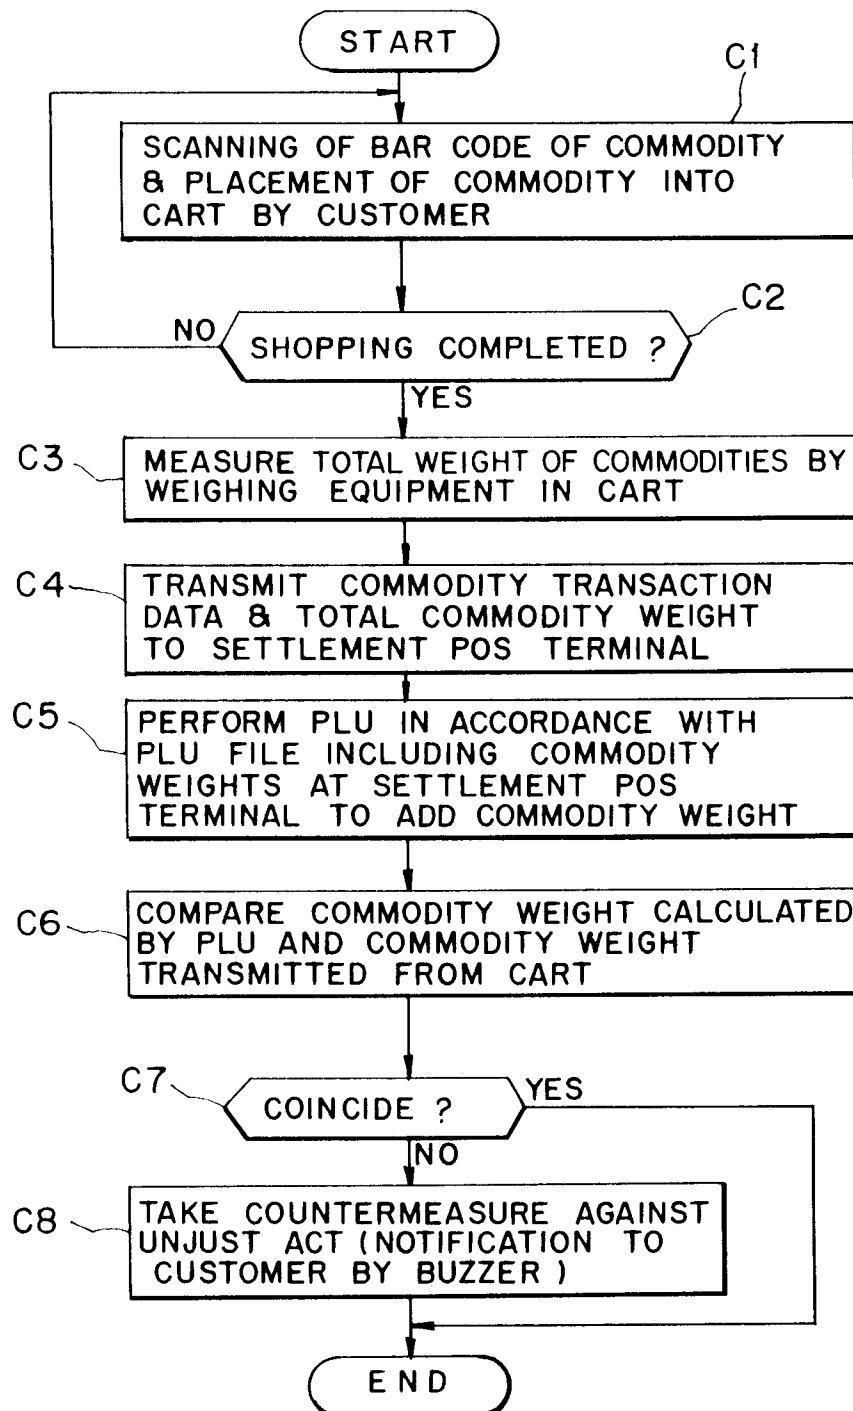 START
C1
SCANNING OF BAR CODE OF COMMODITY
& PLACEMENT OF COMMODITY INTO
CART BY CUSTOMER
C2
NO
SHOPPING COMPLETED ?
YES
C3
MEASURE TOTAL WEIGHT OF COMMODITIES BY
WEIGHING EQUIPMENT IN CART
C4
TRANSMIT COMMODITY TRANSACTION
DATA & TOTAL COMMODITY WEIGHT
TO SETTLEMENT POS TERMINAL
C5
PERFORM PLU IN ACCORDANCE WITH
PLU FILE INCLUDING COMMODITY
WEIGHTS AT SETTLEMENT POS
TERMINAL TO ADD COMMODITY WEIGHT
C6
COMPARE COMMODITY WEIGHT CALCULATED
BY PLU AND COMMODITY WEIGHT
TRANSMITTED FROM CART
C7
COINCIDE ?
YES
NO
C8
TAKE COUNTERMEASURE AGAINST
UNJUST ACT (NOTIFICATION TO
CUSTOMER BY BUZZER)
END